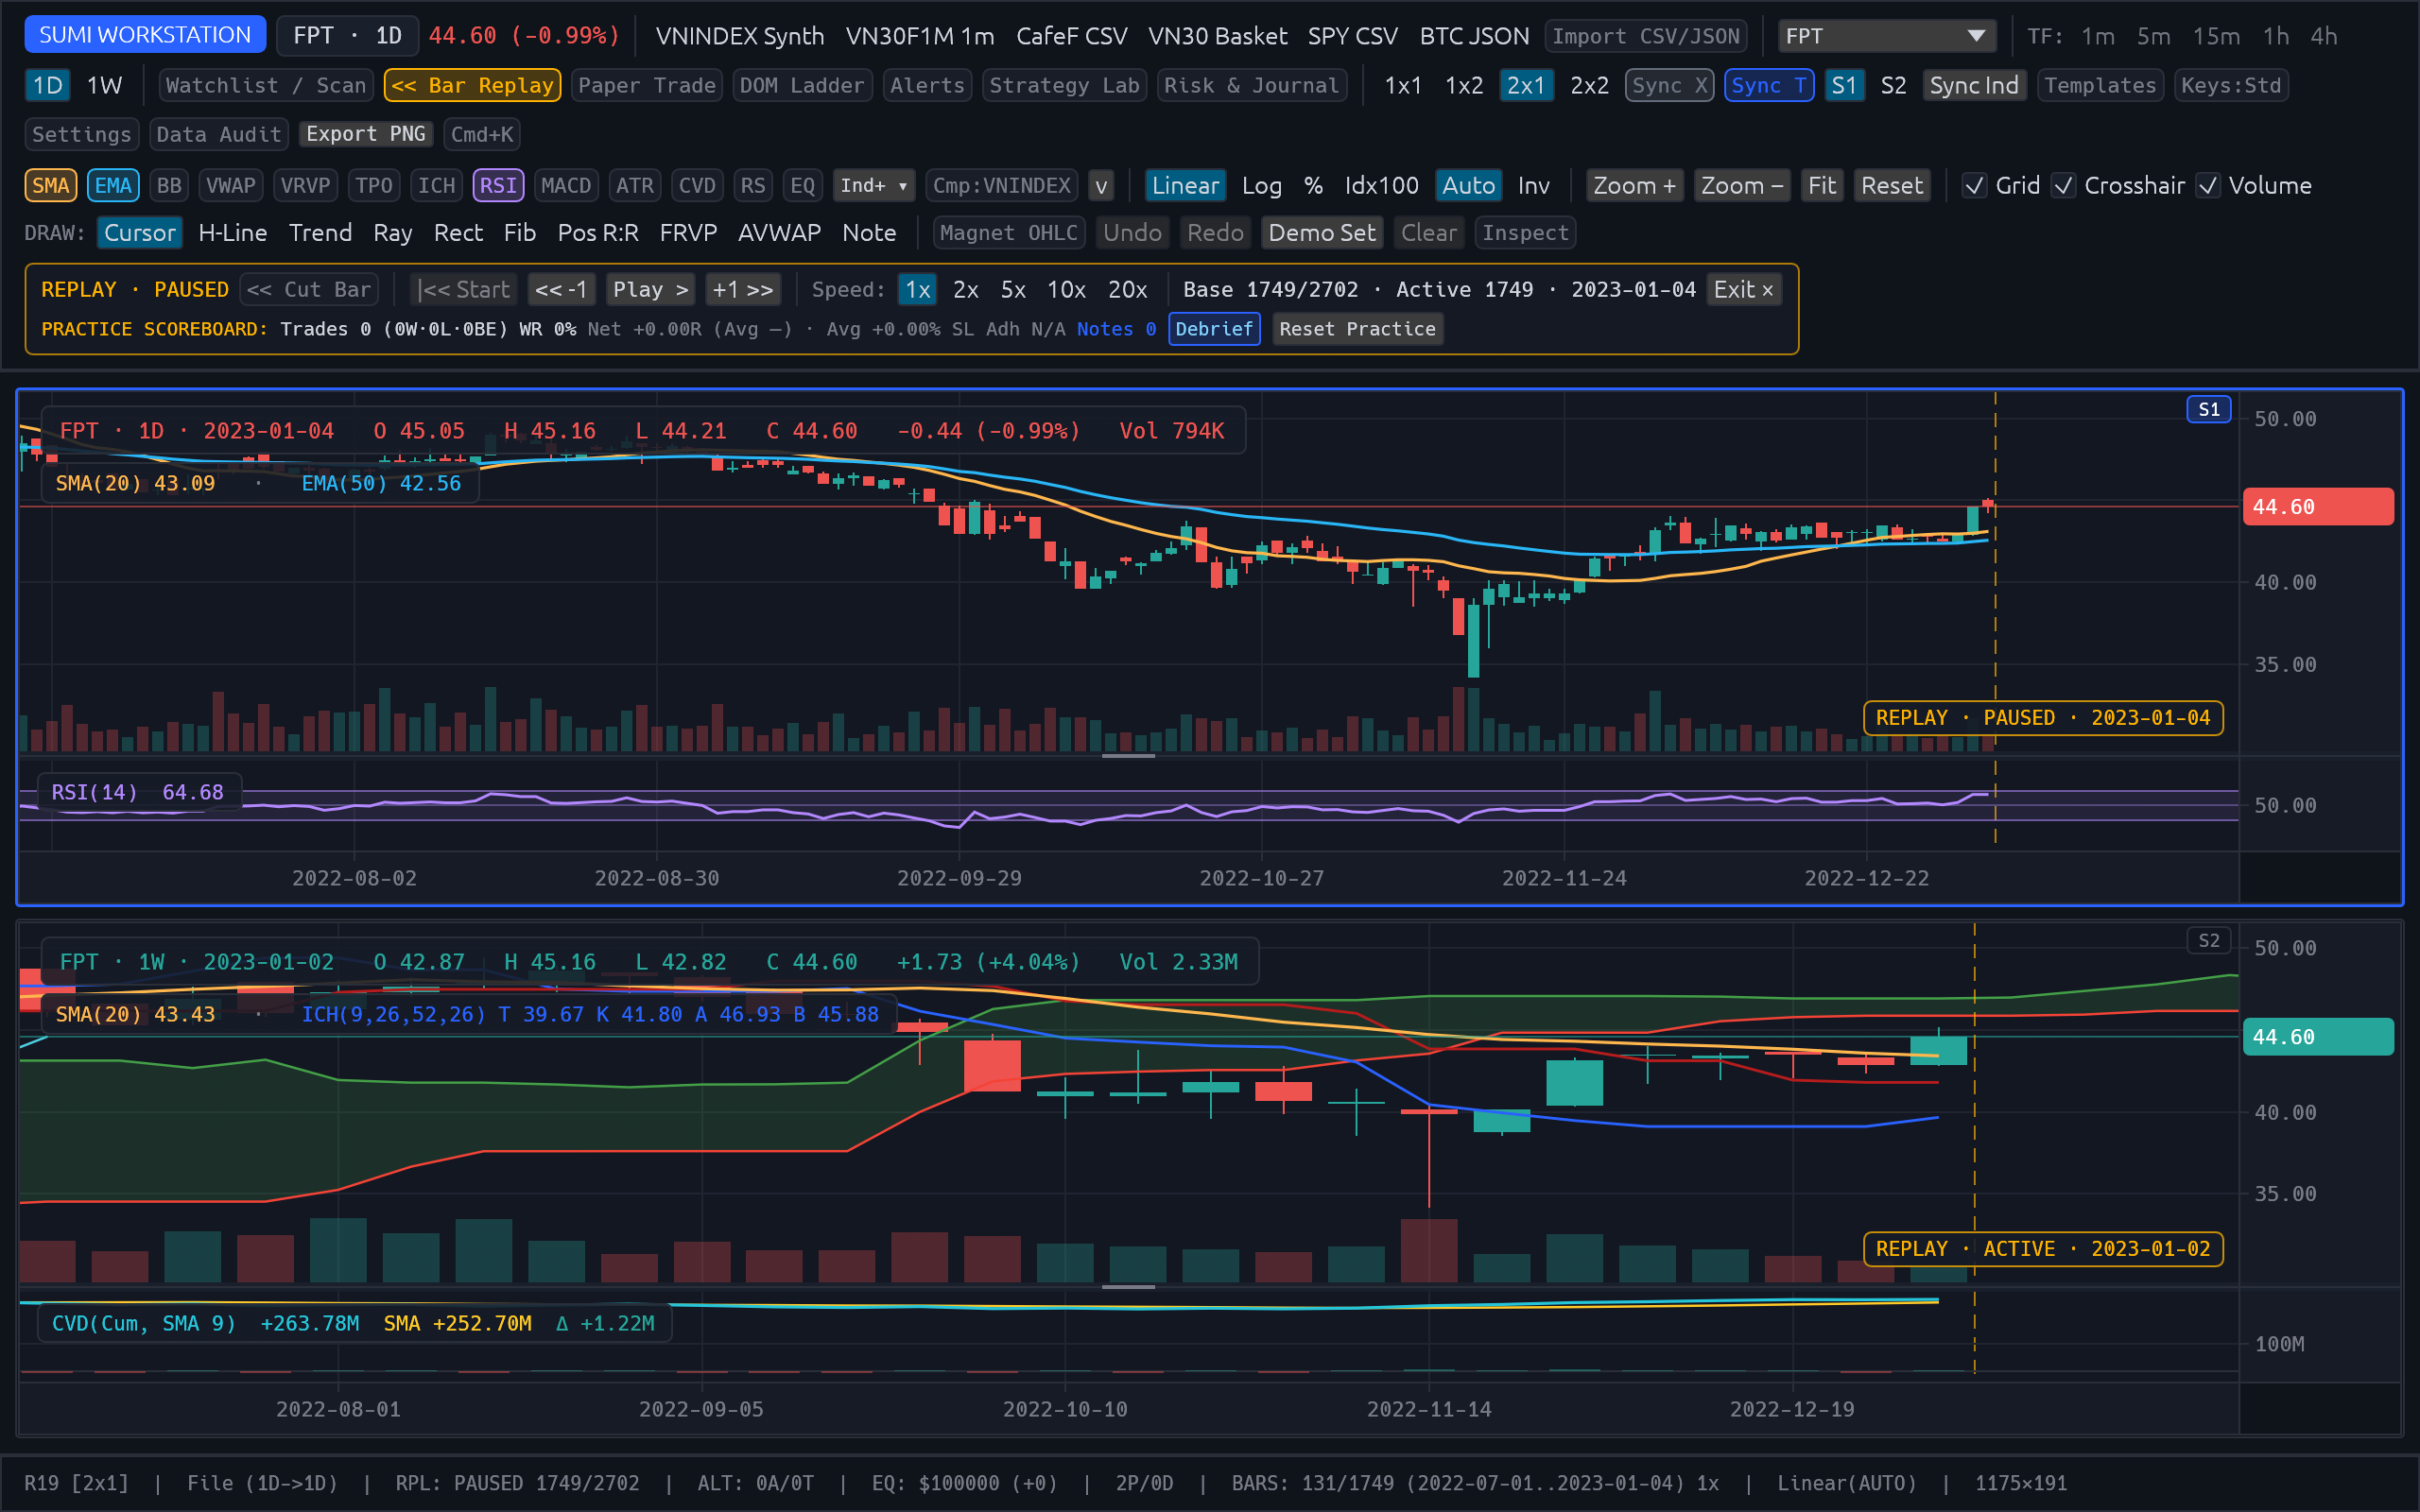 SUMI WORKSTATION FPT · 1D 44.60 (-0.99%) VNINDEX Synth VN30F1M 1m CafeF CSV VN30 Basket SPY CSV BTC JSON Import CSV/JSON FPT TF: 1m 5m 15m 1h 4h
1D 1W Watchlist / Scan << Bar Replay Paper Trade DOM Ladder Alerts Strategy Lab Risk & Journal 1x1 1x2 2x1 2x2 Sync X Sync T S1 S2 Sync Ind Templates Keys:Std
Settings Data Audit Export PNG Cmd+K
SMA EMA BB VWAP VRVP TPO ICH RSI MACD ATR CVD RS EQ Ind+ ▾ Cmp:VNINDEX v Linear Log % Idx100 Auto Inv Zoom + Zoom − Fit Reset Grid Crosshair Volume
DRAW: Cursor H-Line Trend Ray Rect Fib Pos R:R FRVP AVWAP Note Magnet OHLC Undo Redo Demo Set Clear Inspect
REPLAY · PAUSED << Cut Bar |<< Start << -1 Play > +1 >> Speed: 1x 2x 5x 10x 20x Base 1749/2702 · Active 1749 · 2023-01-04 Exit ×
PRACTICE SCOREBOARD: Trades 0 (0W·0L·0BE) WR 0% Net +0.00R (Avg —) · Avg +0.00% SL Adh N/A Notes 0 Debrief Reset Practice
FPT · 1D · 2023-01-04 O 45.05 H 45.16 L 44.21 C 44.60 -0.44 (-0.99%) Vol 794K
S1
50.00
SMA(20) 43.09 · EMA(50) 42.56
44.60
40.00
35.00
REPLAY · PAUSED · 2023-01-04
RSI(14) 64.68
50.00
2022-08-02 2022-08-30 2022-09-29 2022-10-27 2022-11-24 2022-12-22
FPT · 1W · 2023-01-02 O 42.87 H 45.16 L 42.82 C 44.60 +1.73 (+4.04%) Vol 2.33M
S2
50.00
SMA(20) 43.43 · ICH(9,26,52,26) T 39.67 K 41.80 A 46.93 B 45.88
44.60
40.00
35.00
REPLAY · ACTIVE · 2023-01-02
CVD(Cum, SMA 9) +263.78M SMA +252.70M Δ +1.22M
100M
2022-08-01 2022-09-05 2022-10-10 2022-11-14 2022-12-19
R19 [2x1] | File (1D->1D) | RPL: PAUSED 1749/2702 | ALT: 0A/0T | EQ: $100000 (+0) | 2P/0D | BARS: 131/1749 (2022-07-01..2023-01-04) 1x | Linear(AUTO) | 1175×191